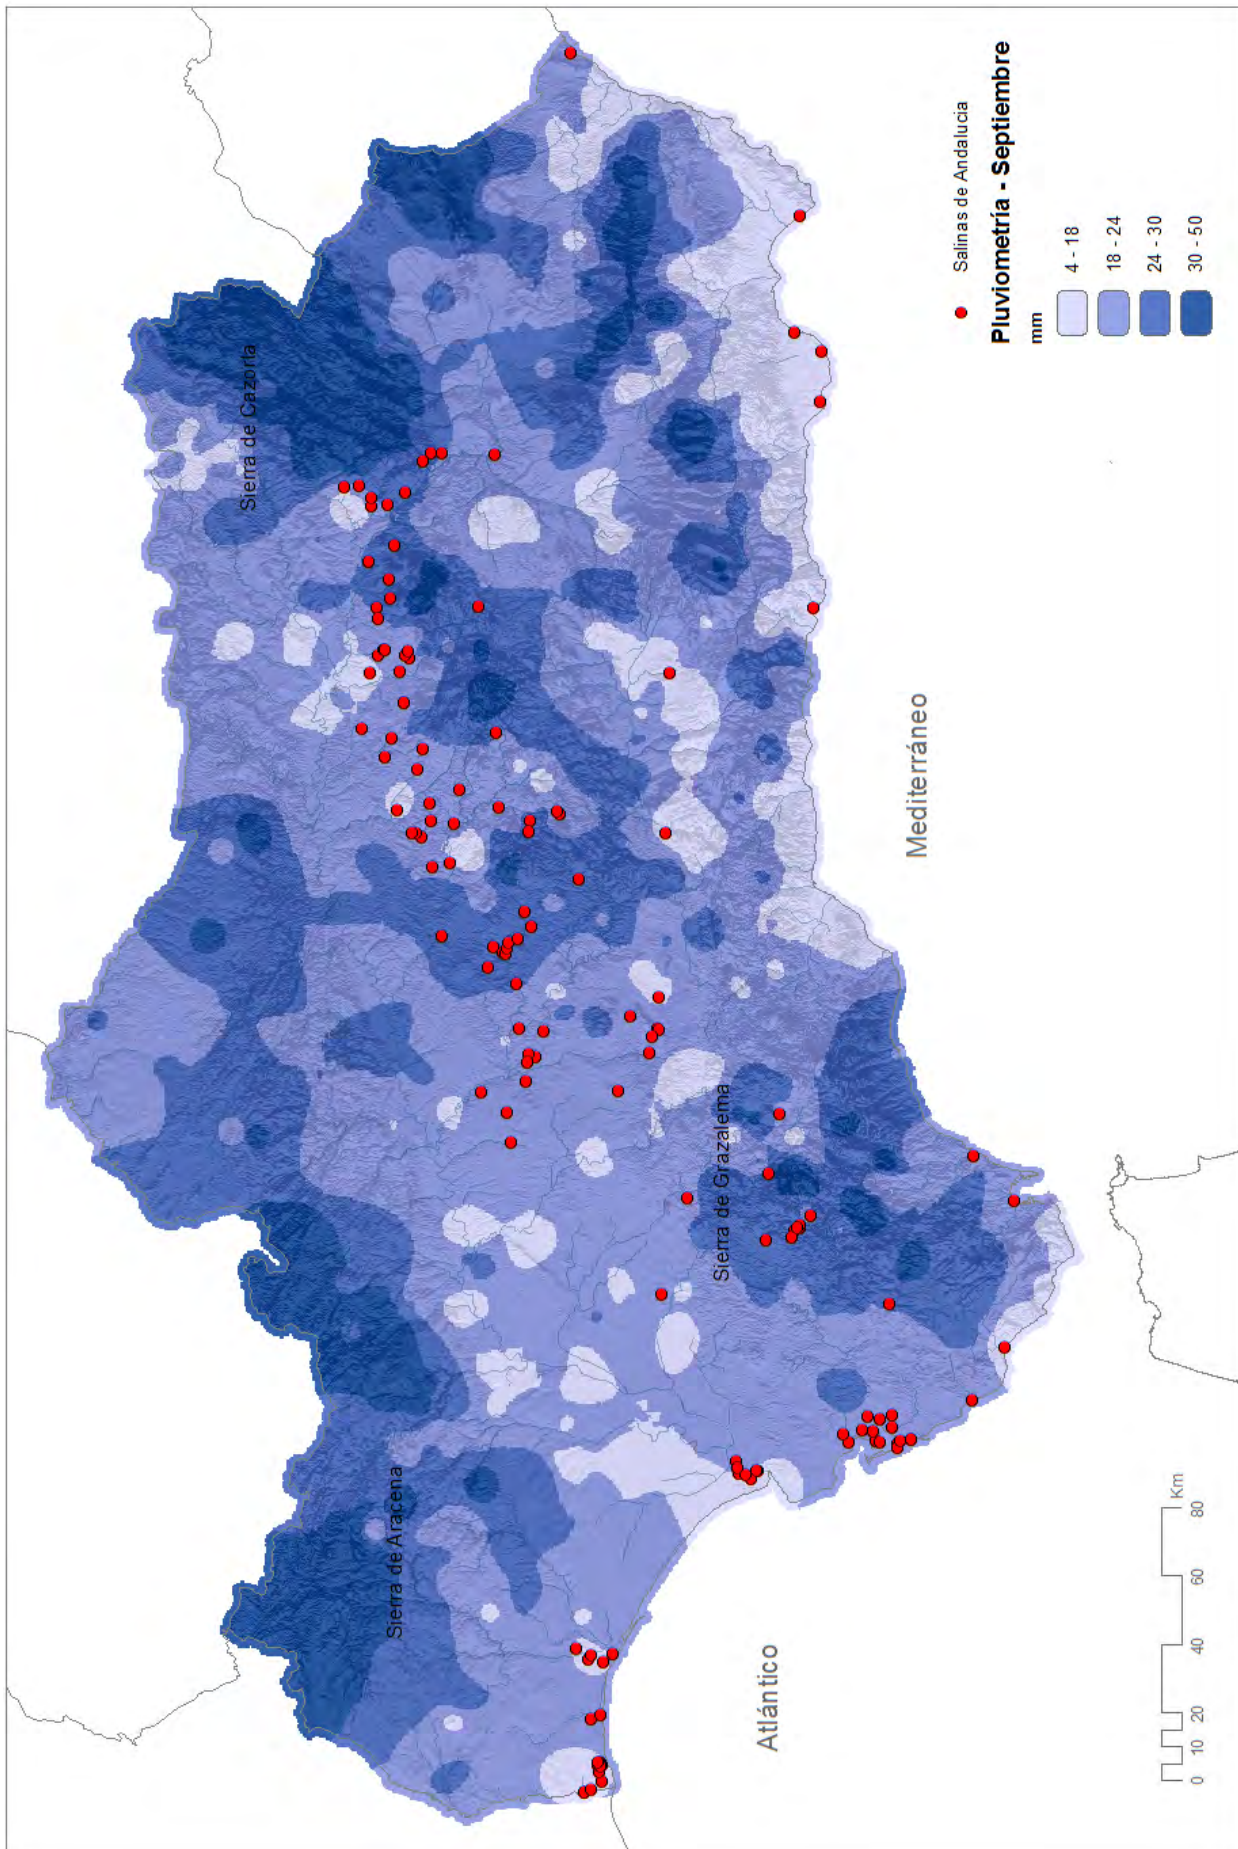 Sierra de Cazorla
Sierra de Aracena
Sierra de Grazalema
Mediterráneo
Atlántico
Salinas de Andalucia
Pluviometría - Septiembre
mm
4 - 18
18 - 24
24 - 30
30 - 50
0 10 20 40 60 80
Km